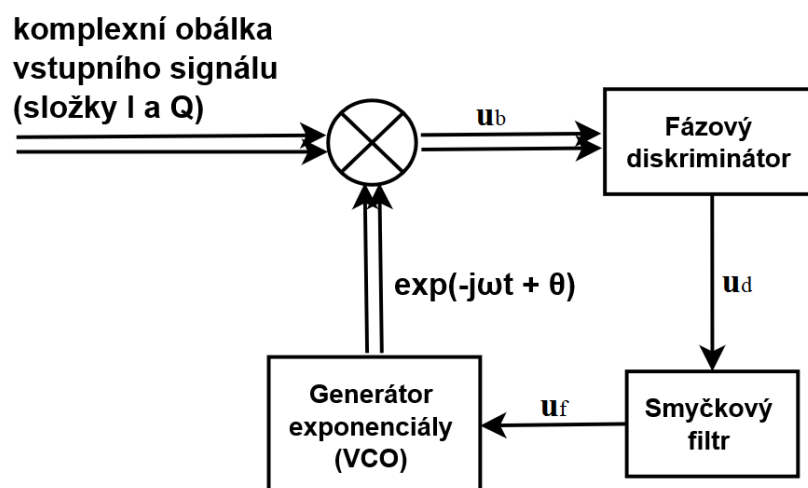 komplexní obálka
vstupního signálu
(složky I a Q)
ub
Fázový
diskriminátor
exp(-jωt + θ)
ud
Generátor
exponenciály
(VCO)
uf
Smyčkový
filtr